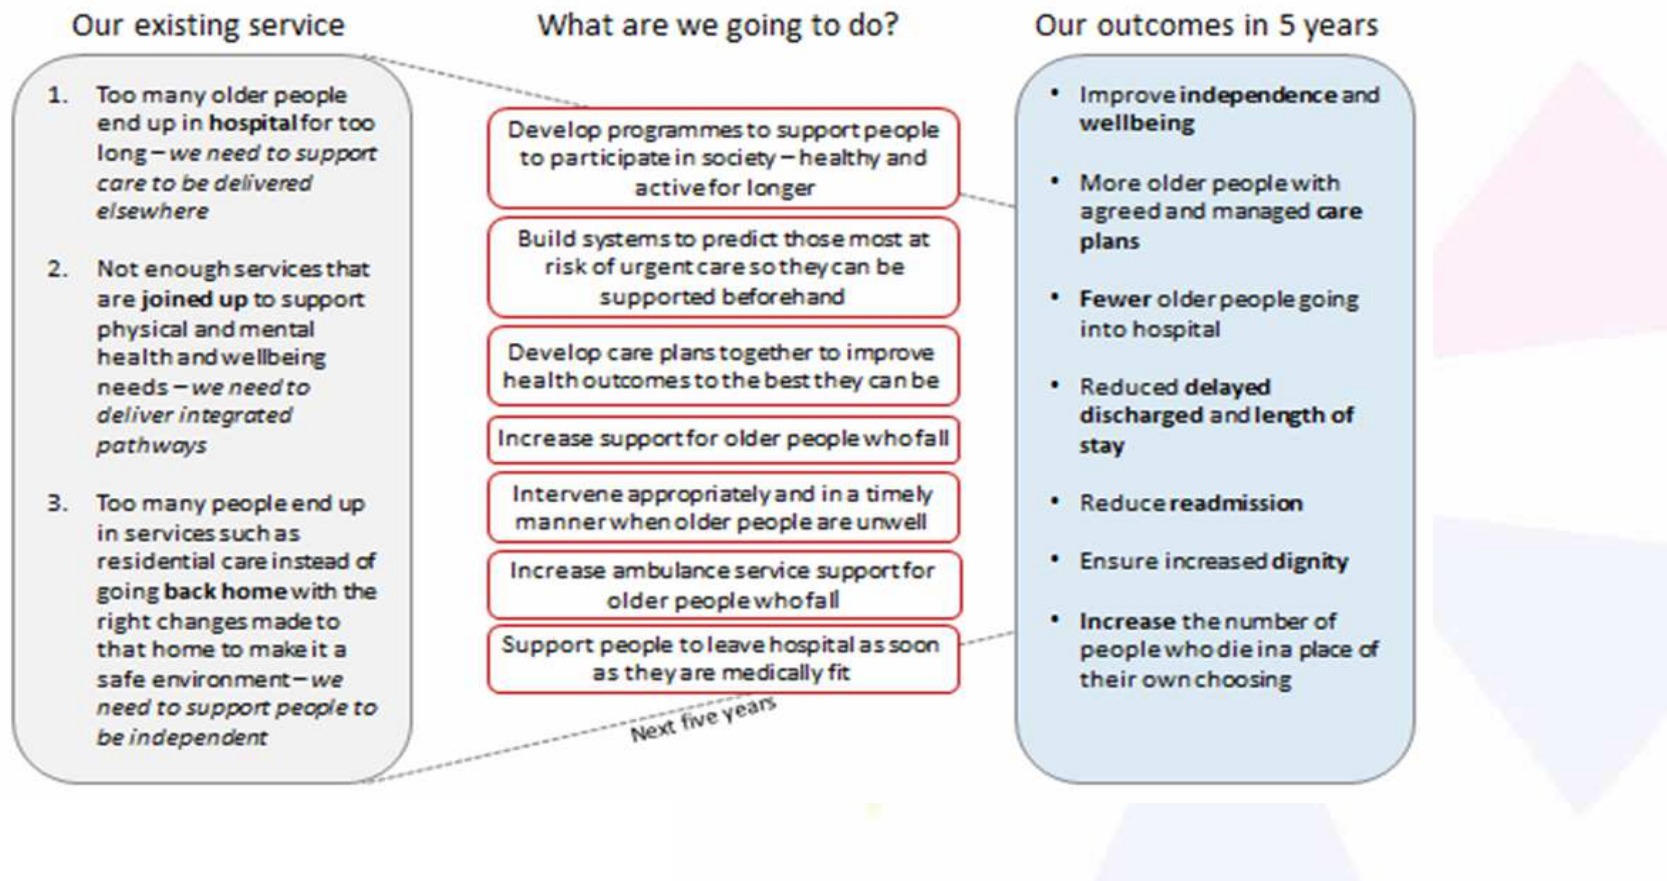 Our existing service
1. Too many older people
end up in hospital for too
long – we need to support
care to be delivered
elsewhere
2. Not enough services that
are joined up to support
physical and mental
health and wellbeing
needs – we need to
deliver integrated
pathways
3. Too many people end up
in services such as
residential care instead of
going back home with the
right changes made to
that home to make it a
safe environment – we
need to support people to
be independent
What are we going to do?
Develop programmes to support people
to participate in society – healthy and
active for longer
Build systems to predict those most at
risk of urgent care so they can be
supported beforehand
Develop care plans together to improve
health outcomes to the best they can be
Increase support for older people who fall
Intervene appropriately and in a timely
manner when older people are unwell
Increase ambulance service support for
older people who fall
Support people to leave hospital as soon
as they are medically fit
Next five years
Our outcomes in 5 years
• Improve independence and
wellbeing
• More older people with
agreed and managed care
plans
• Fewer older people going
into hospital
• Reduced delayed
discharged and length of
stay
• Reduce readmission
• Ensure increased dignity
• Increase the number of
people who die in a place of
their own choosing